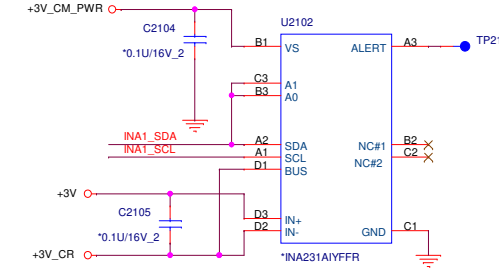 +3V_CM_PWR
C2104
*0.1U/16V_2
U2102
B1 VS ALERT A3 TP21
C3 A1
B3 A0
INA1_SDA A2 SDA NC#1 B2
INA1_SCL A1 SCL NC#2 C2
D1 BUS
+3V
C2105
*0.1U/16V_2
D3 IN+
D2 IN- GND C1
+3V_CR
*INA231AIYFFR